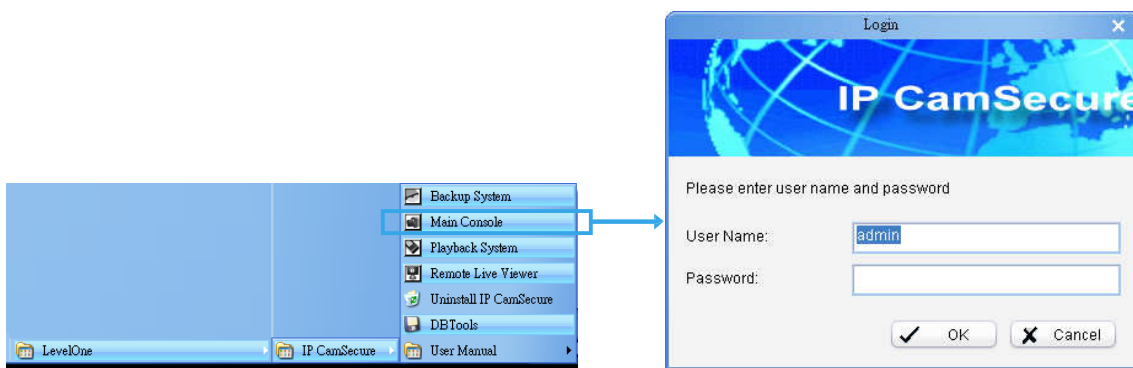 Backup System
Main Console
Playback System
Remote Live Viewer
Uninstall IP CamSecure
DBTools
LevelOne
IP CamSecure
User Manual
Login
IP CamSecure
Please enter user name and password
User Name:
admin
Password:
OK
Cancel